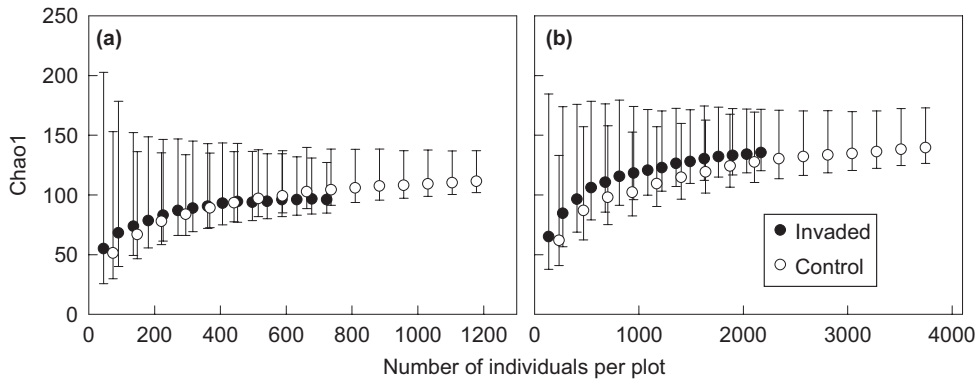 250
200
150
100
50
0
Chao1
(a)
(b)
Invaded
Control
0 200 400 600 800 1000 1200
0 1000 2000 3000 4000
Number of individuals per plot